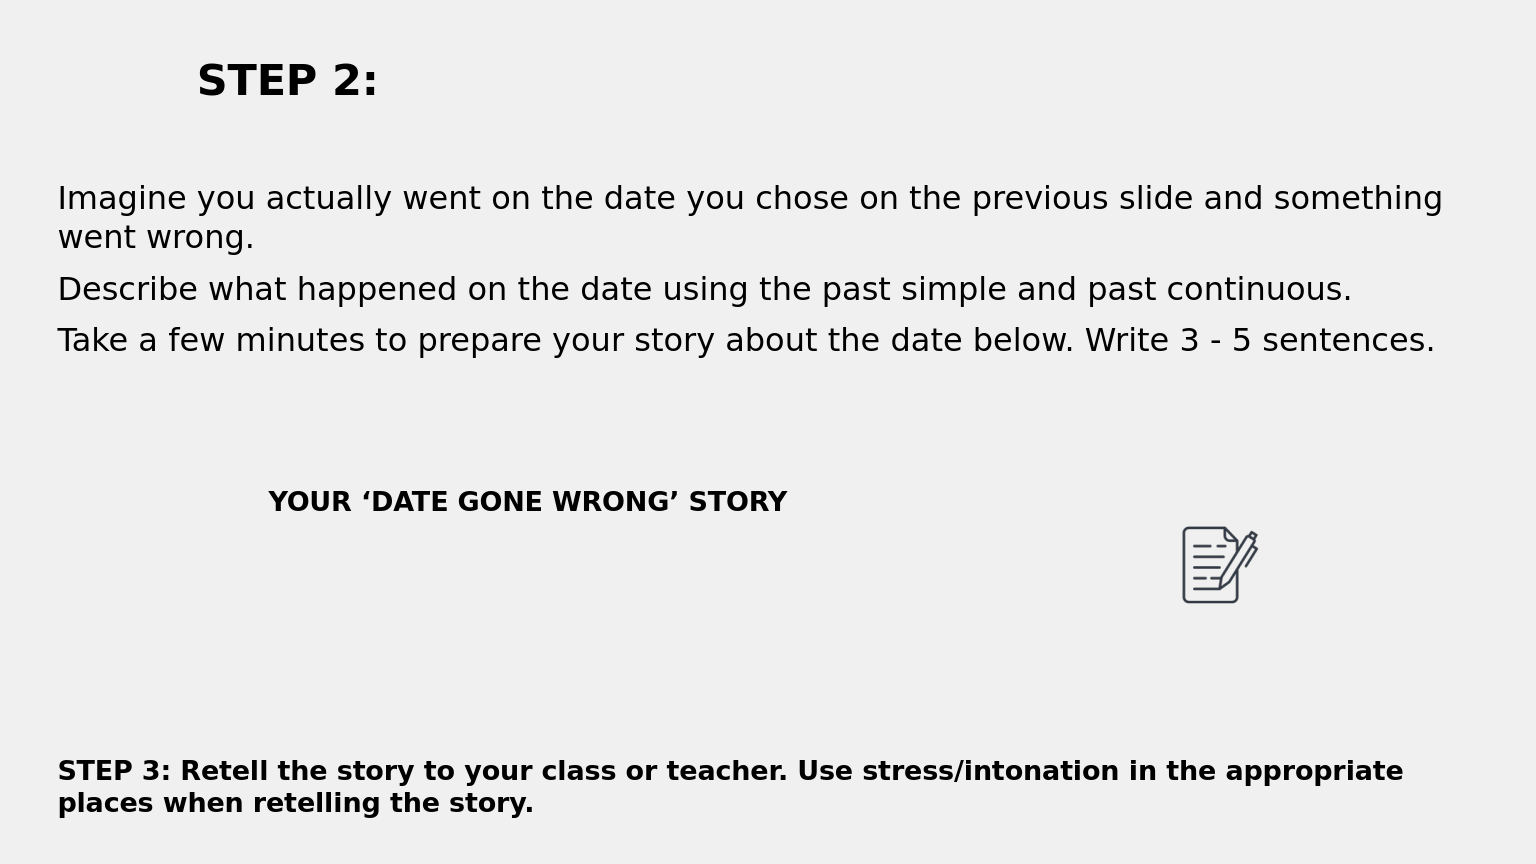 STEP 2:
Imagine you actually went on the date you chose on the previous slide and something
went wrong.
Describe what happened on the date using the past simple and past continuous.
Take a few minutes to prepare your story about the date below. Write 3 - 5 sentences.
YOUR ‘DATE GONE WRONG’ STORY
STEP 3: Retell the story to your class or teacher. Use stress/intonation in the appropriate
places when retelling the story.